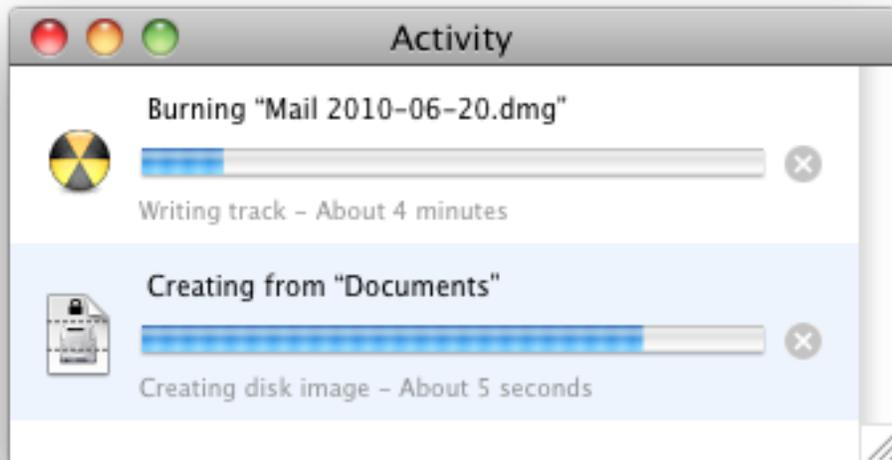 Activity
Burning “Mail 2010-06-20.dmg”
Writing track – About 4 minutes
Creating from “Documents”
Creating disk image – About 5 seconds